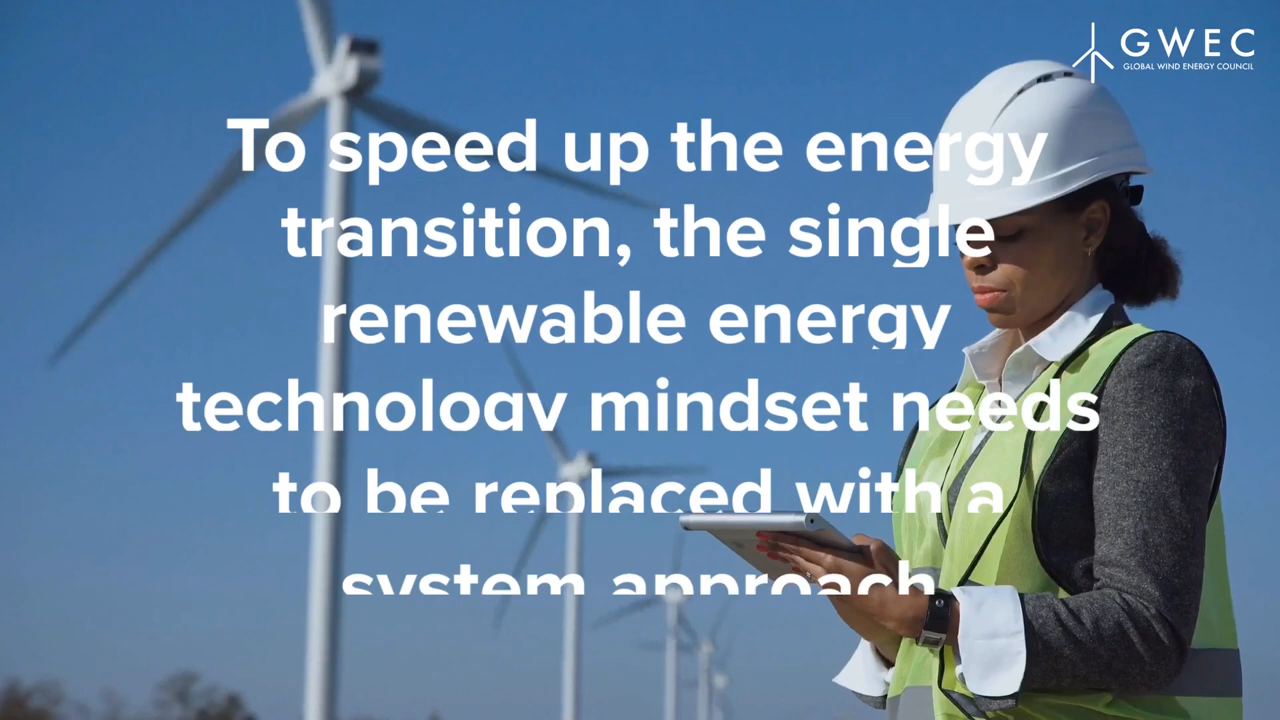 GWEC
GLOBAL WIND ENERGY COUNCIL
To speed up the energy
transition, the single
renewable energy
technology mindset needs
to be replaced with a
system approach